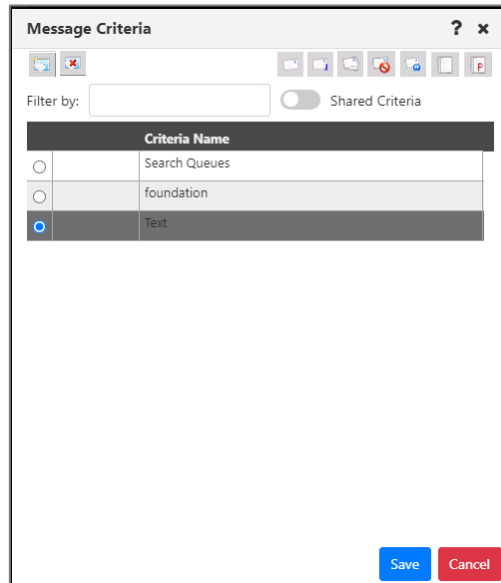 Message Criteria ? ×
P
Filter by: Shared Criteria
Criteria Name
Search Queues
foundation
Text
Save Cancel